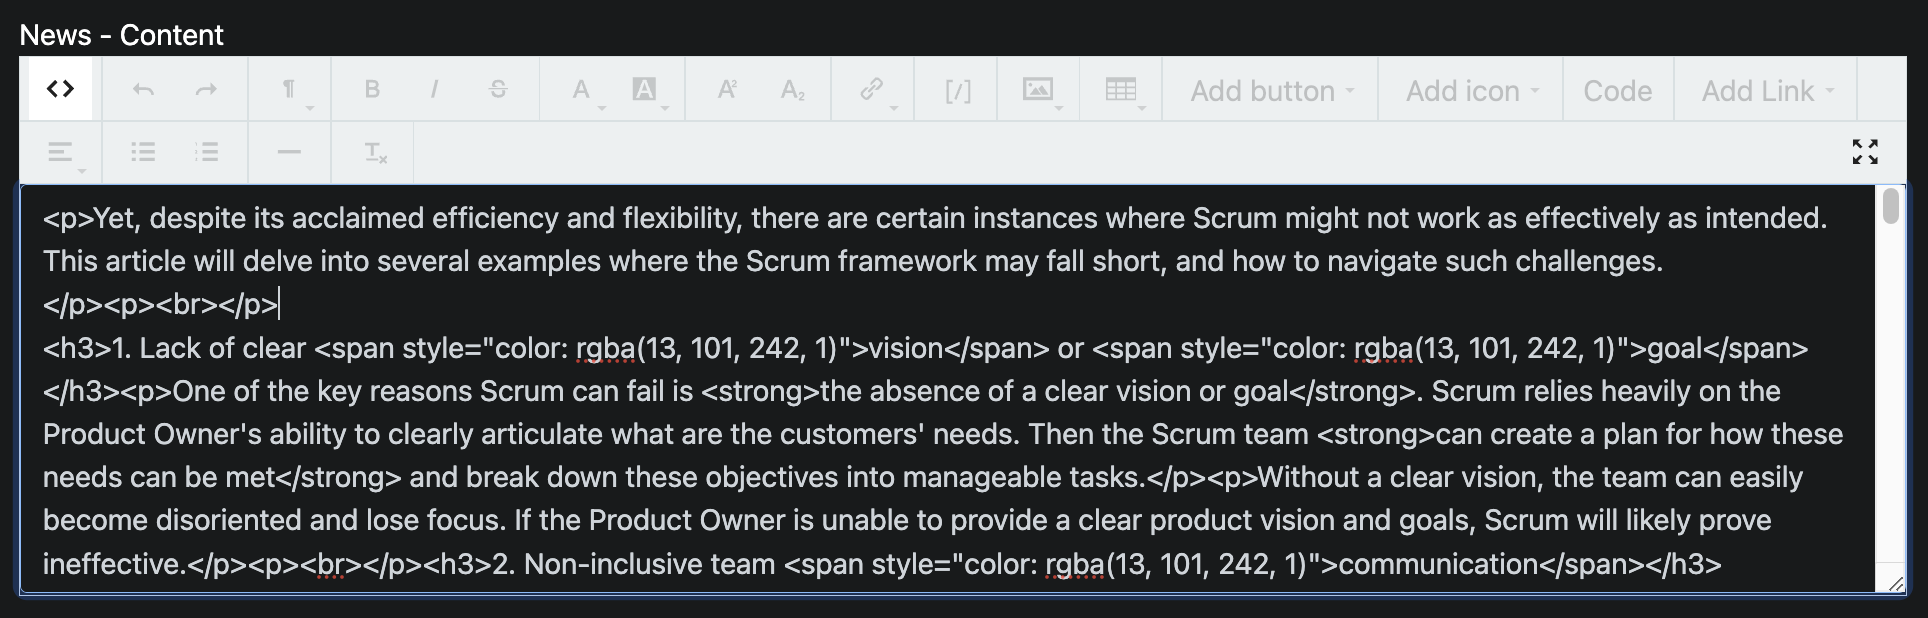 News - Content
<> ¶ B I S A A A² A₂ [/] Add button Add icon Code Add Link
Tx
<p>Yet, despite its acclaimed efficiency and flexibility, there are certain instances where Scrum might not work as effectively as intended.
This article will delve into several examples where the Scrum framework may fall short, and how to navigate such challenges.
</p><p><br></p>
<h3>1. Lack of clear <span style="color: rgba(13, 101, 242, 1)">vision</span> or <span style="color: rgba(13, 101, 242, 1)">goal</span>
</h3><p>One of the key reasons Scrum can fail is <strong>the absence of a clear vision or goal</strong>. Scrum relies heavily on the
Product Owner's ability to clearly articulate what are the customers' needs. Then the Scrum team <strong>can create a plan for how these
needs can be met</strong> and break down these objectives into manageable tasks.</p><p>Without a clear vision, the team can easily
become disoriented and lose focus. If the Product Owner is unable to provide a clear product vision and goals, Scrum will likely prove
ineffective.</p><p><br></p><h3>2. Non-inclusive team <span style="color: rgba(13, 101, 242, 1)">communication</span></h3>